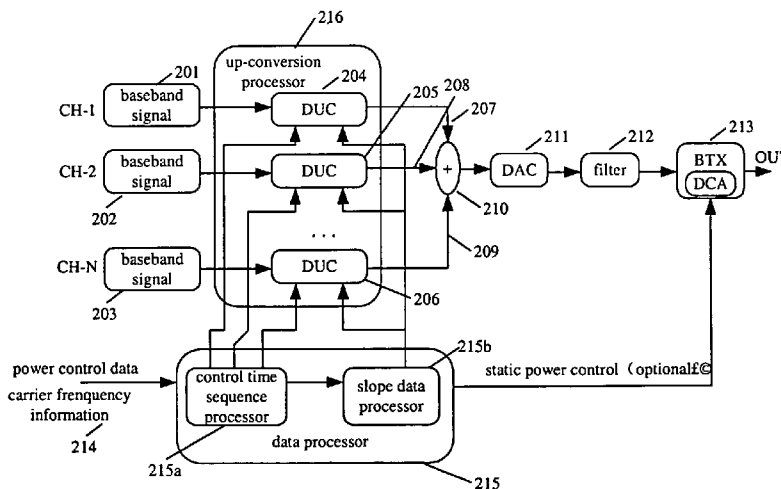 216
up-conversion
processor
201
CH-1
baseband
signal
204
DUC
205
208
207
CH-2
baseband
signal
202
DUC
+
210
211
DAC
212
filter
213
BTX
DCA
OUT
...
209
CH-N
baseband
signal
203
DUC
206
power control data
carrier frenquency
information
214
control time
sequence
processor
215a
215b
slope data
processor
data processor
215
static power control（optional£©